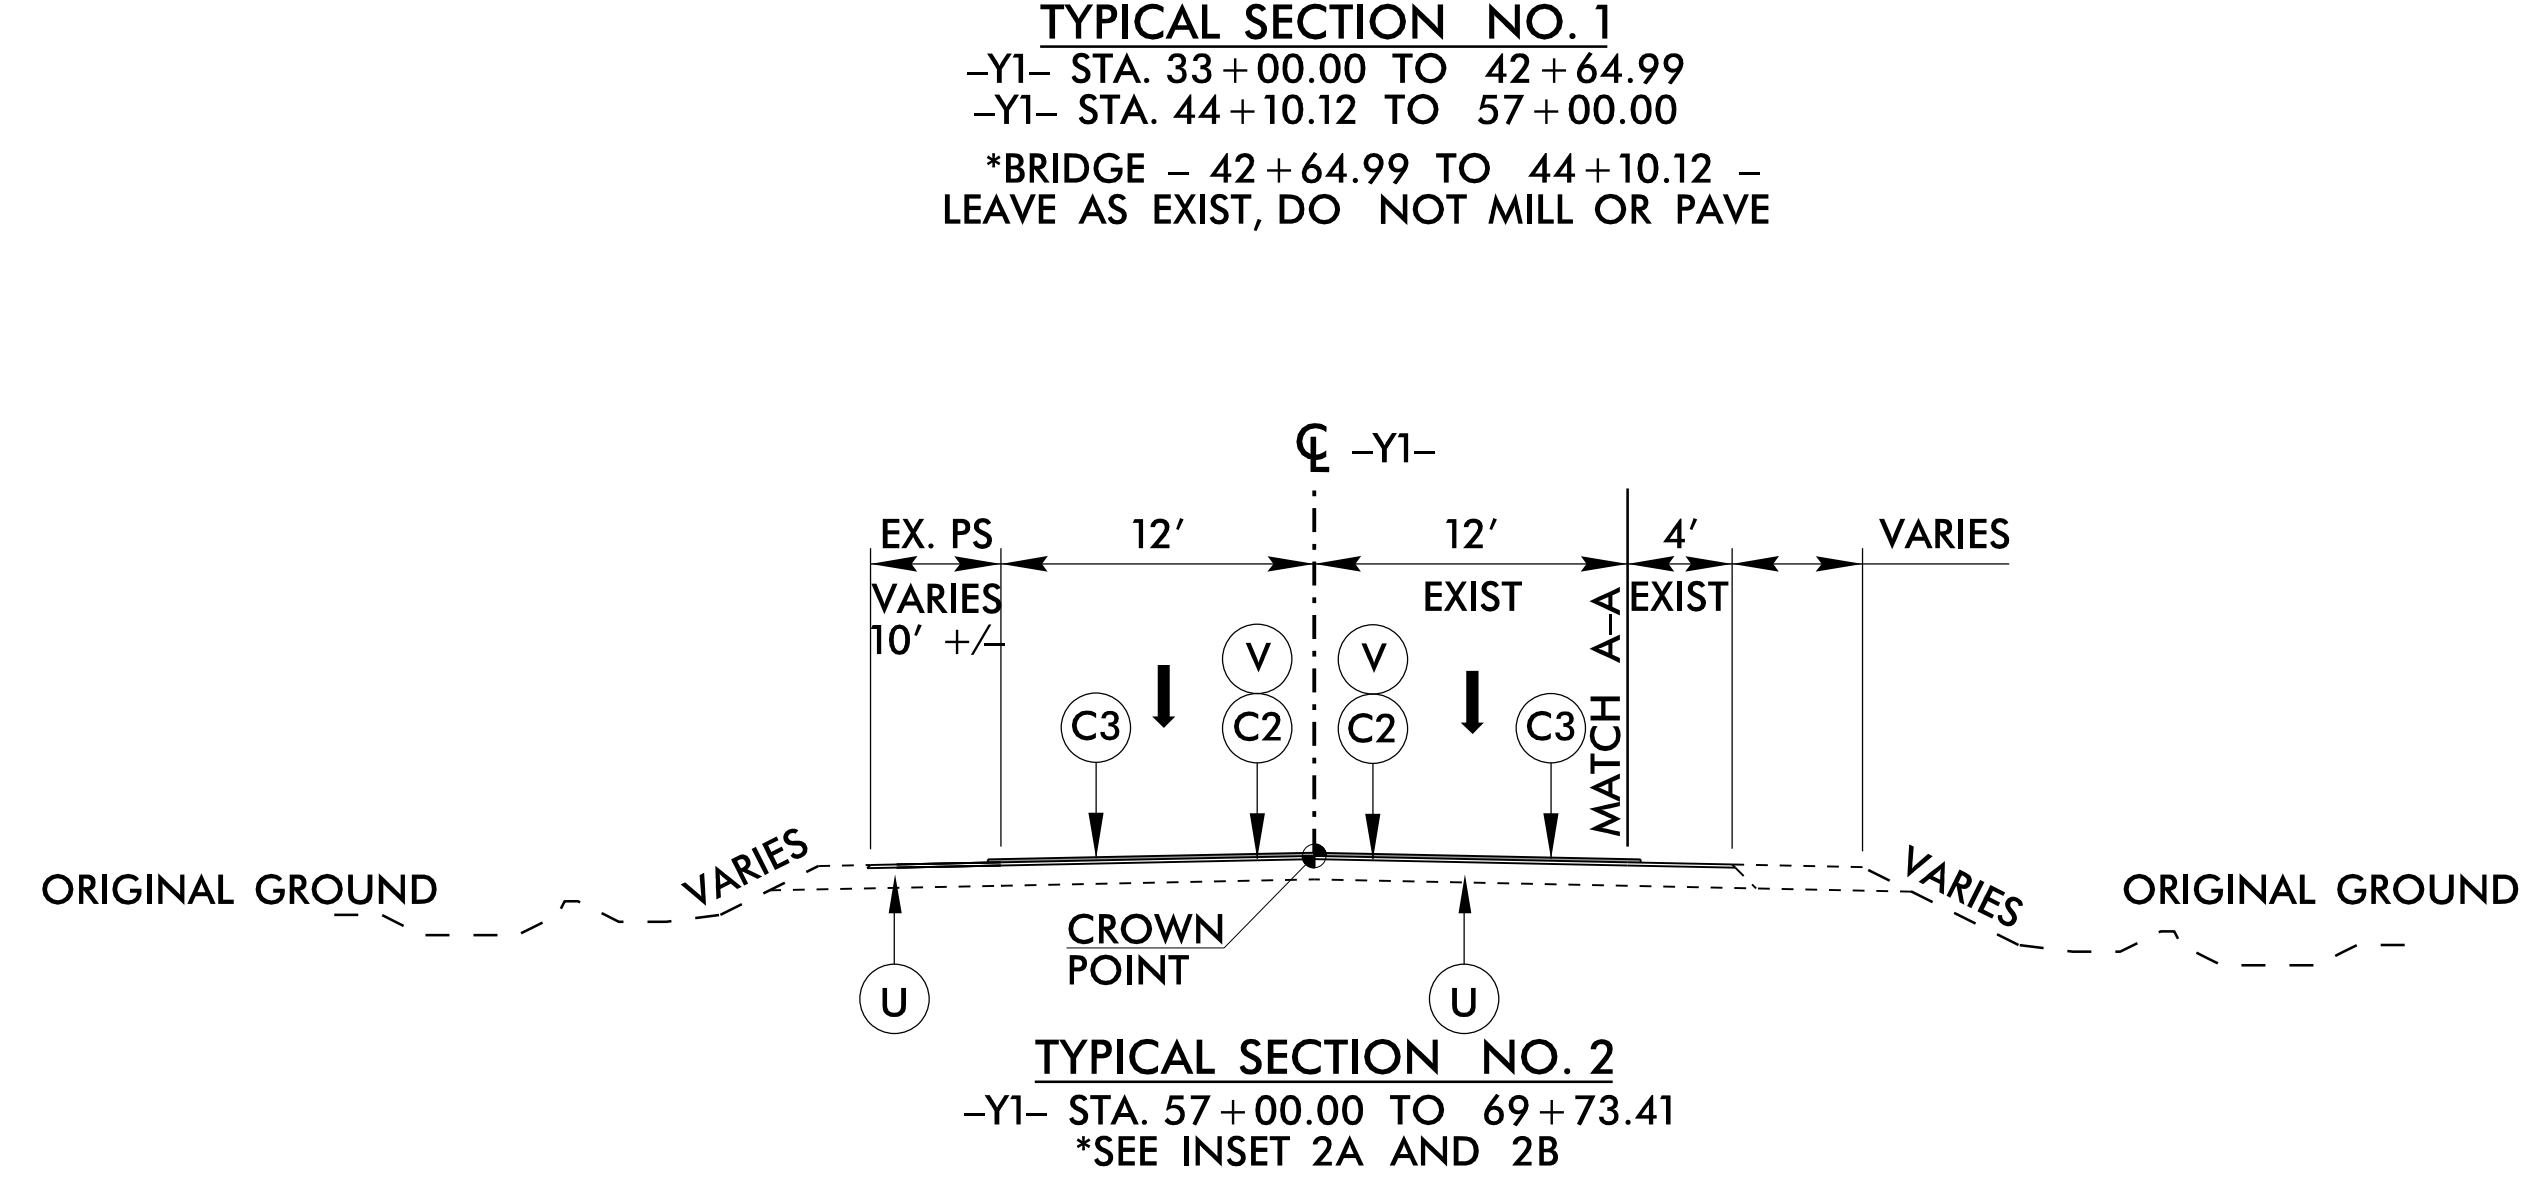 TYPICAL SECTION NO. 1
–Y1– STA. 33+00.00 TO 42+64.99
–Y1– STA. 44+10.12 TO 57+00.00
*BRIDGE – 42+64.99 TO 44+10.12 –
LEAVE AS EXIST, DO NOT MILL OR PAVE
℄ –Y1–
EX. PS 12' 12' 4' VARIES
VARIES EXIST EXIST
10' +/–
MATCH A–A
V V
C3 C2 C2 C3
VARIES VARIES
ORIGINAL GROUND ORIGINAL GROUND
CROWN
POINT
U U
TYPICAL SECTION NO. 2
–Y1– STA. 57+00.00 TO 69+73.41
*SEE INSET 2A AND 2B